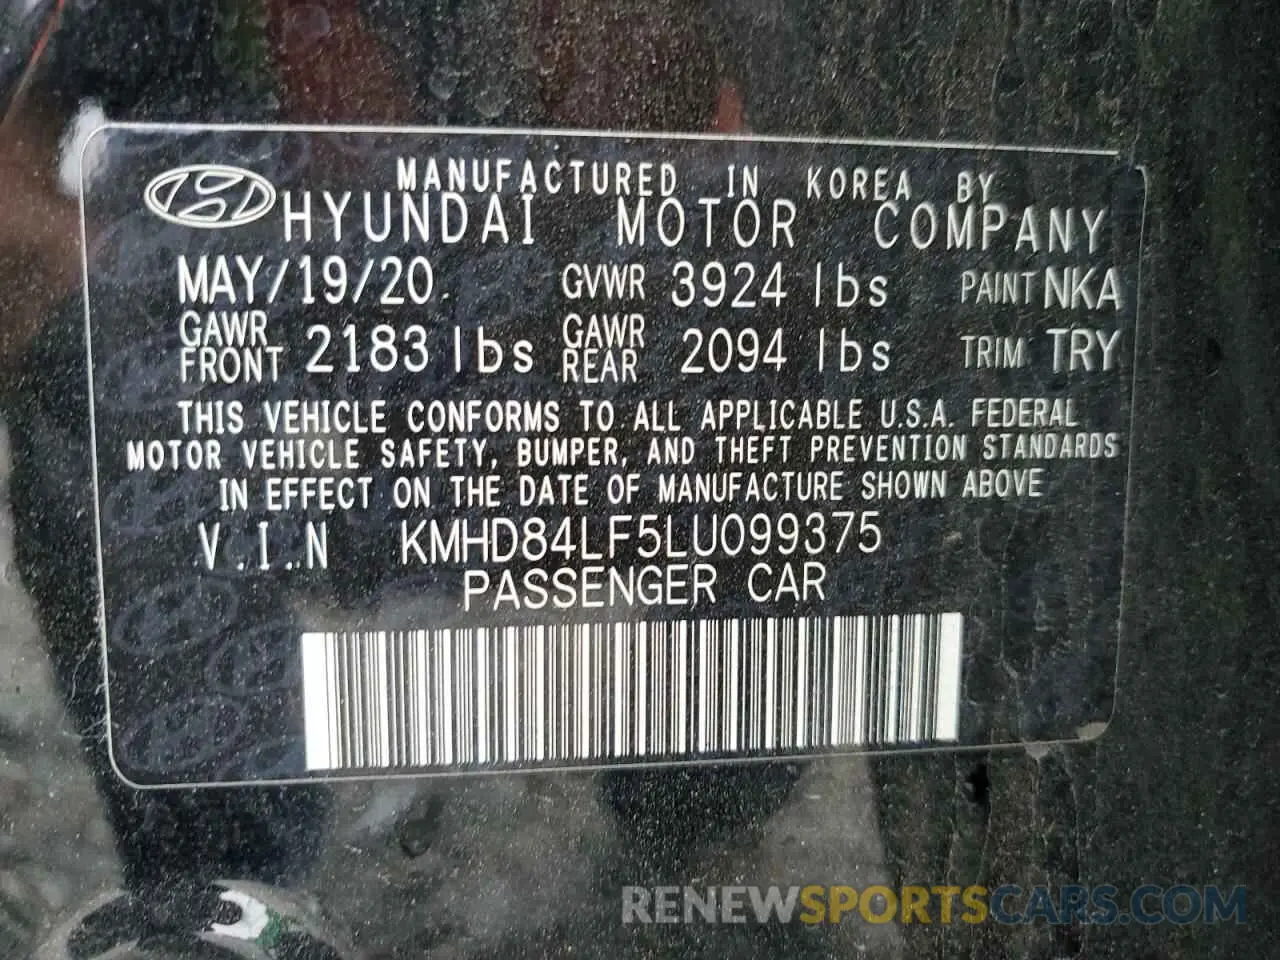 MANUFACTURED IN KOREA BY
HYUNDAI MOTOR COMPANY
MAY/19/20 GVWR 3924 lbs PAINT NKA
GAWR FRONT 2183 lbs GAWR REAR 2094 lbs TRIM TRY
THIS VEHICLE CONFORMS TO ALL APPLICABLE U.S.A. FEDERAL
MOTOR VEHICLE SAFETY, BUMPER, AND THEFT PREVENTION STANDARDS
IN EFFECT ON THE DATE OF MANUFACTURE SHOWN ABOVE
V.I.N KMHD84LF5LU099375
PASSENGER CAR
RENEWSPORTSCARS.COM